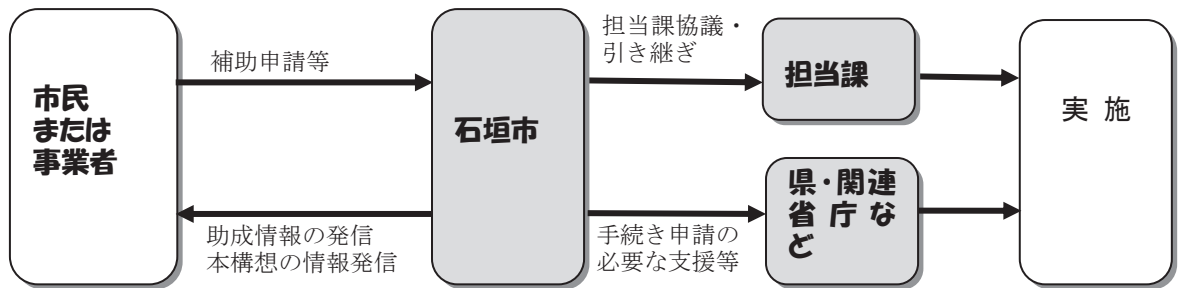 市民
または
事業者
補助申請等
助成情報の発信
本構想の情報発信
石垣市
担当課協議・
引き継ぎ
手続き申請の
必要な支援等
担当課
県・関連
省庁な
ど
実施